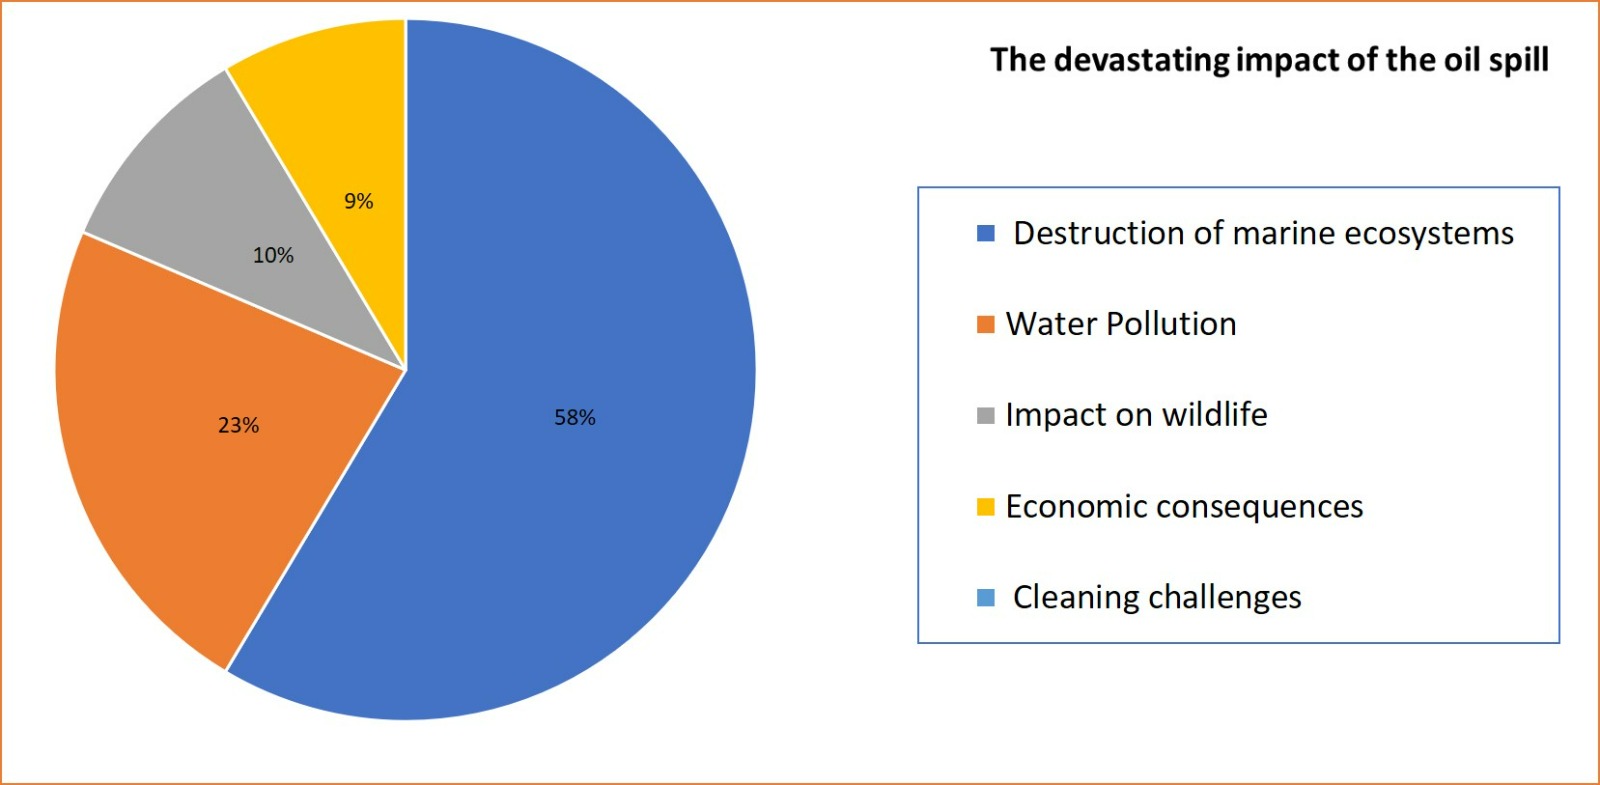 The devastating impact of the oil spill
9%
10%
23%
58%
Destruction of marine ecosystems
Water Pollution
Impact on wildlife
Economic consequences
Cleaning challenges